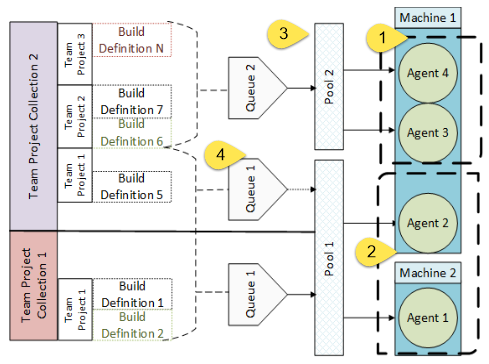 Team Project Collection 2
Team
Project 3
Build
Definition N
Team
Project 2
Build
Definition 7
Build
Definition 6
Team
Project 1
Build
Definition 5
Team Project
Collection 1
Team
Project 1
Build
Definition 1
Build
Definition 2
Queue 2
4
Queue 1
Queue 1
3
Pool 2
Pool 1
Machine 1
1
Agent 4
Agent 3
Agent 2
2
Machine 2
Agent 1